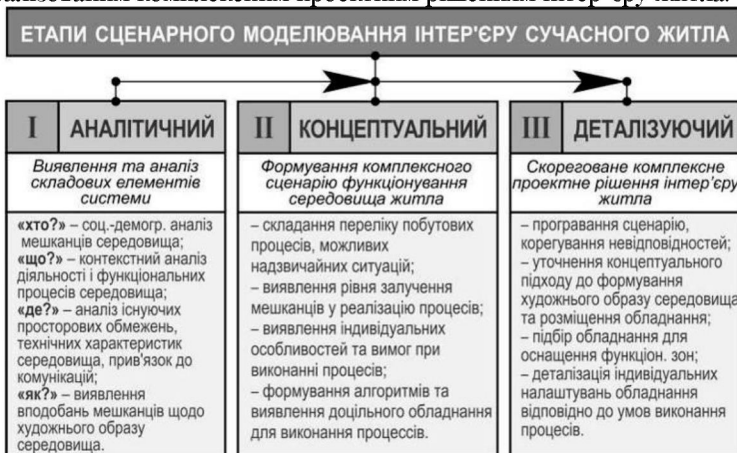 ЕТАПИ СЦЕНАРНОГО МОДЕЛЮВАННЯ ІНТЕР'ЄРУ СУЧАСНОГО ЖИТЛА
I АНАЛІТИЧНИЙ
Виявлення та аналіз
складових елементів
системи
«хто?» – соц.-демогр. аналіз
мешканців середовища;
«що?» – контекстний аналіз
діяльності і функціональних
процесів середовища;
«де?» – аналіз існуючих
просторових обмежень,
технічних характеристик
середовища, прив'язок до
комунікацій;
«як?» – виявлення
вподобань мешканців щодо
художнього образу
середовища.
II КОНЦЕПТУАЛЬНИЙ
Формування комплексного
сценарію функціонування
середовища житла
– складання переліку побутових
процесів, можливих
надзвичайних ситуацій;
– виявлення рівня залучення
мешканців у реалізацію процесів;
– виявлення індивідуальних
особливостей та вимог при
виконанні процесів;
– формування алгоритмів та
виявлення доцільного обладнання
для виконання процессів.
III ДЕТАЛІЗУЮЧИЙ
Скореговане комплексне
проектне рішення інтер'єру
житла
– програвання сценарію,
корегування невідповідностей;
– уточнення концептуального
підходу до формування
художнього образу середовища
та розміщення обладнання;
– підбір обладнання для
оснащення функціон. зон;
– деталізація індивідуальних
налаштувань обладнання
відповідно до умов виконання
процесів.